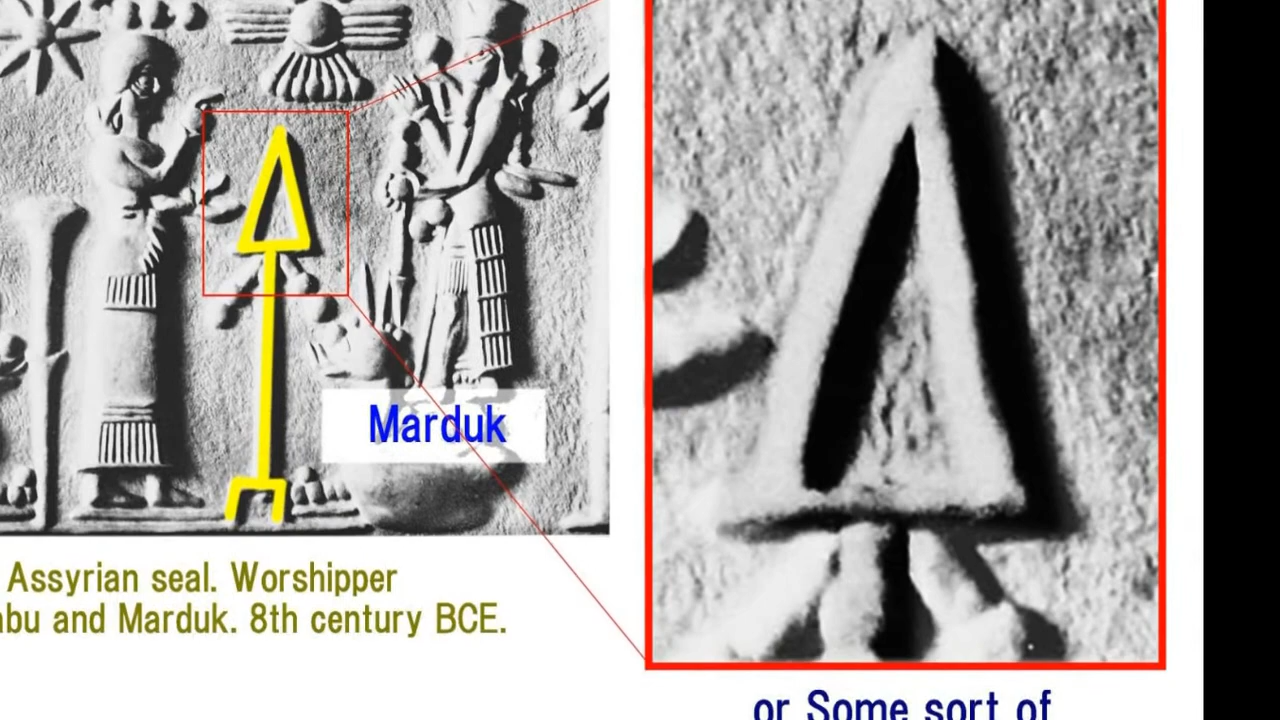 Marduk
Assyrian seal. Worshipper
and Marduk. 8th century BCE.
or Some sort of